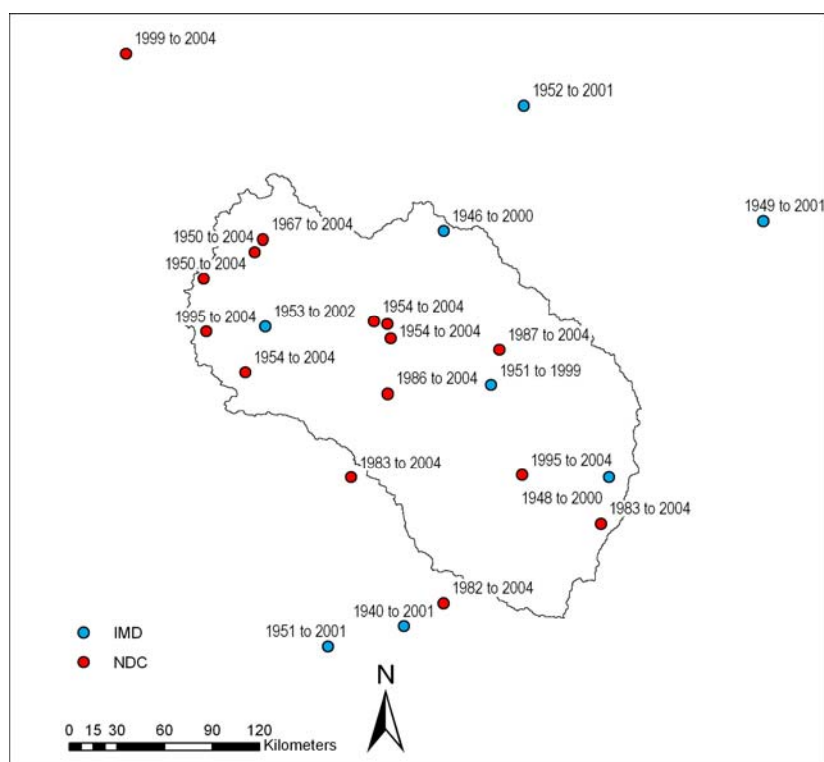 1999 to 2004
1952 to 2001
1949 to 2001
1946 to 2000
1967 to 2004
1950 to 2004
1950 to 2004
1995 to 2004
1953 to 2002
1954 to 2004
1954 to 2004
1987 to 2004
1954 to 2004
1986 to 2004
1951 to 1999
1983 to 2004
1995 to 2004
1948 to 2000
1983 to 2004
1982 to 2004
1940 to 2001
1951 to 2001
IMD
NDC
N
0 15 30 60 90 120
Kilometers